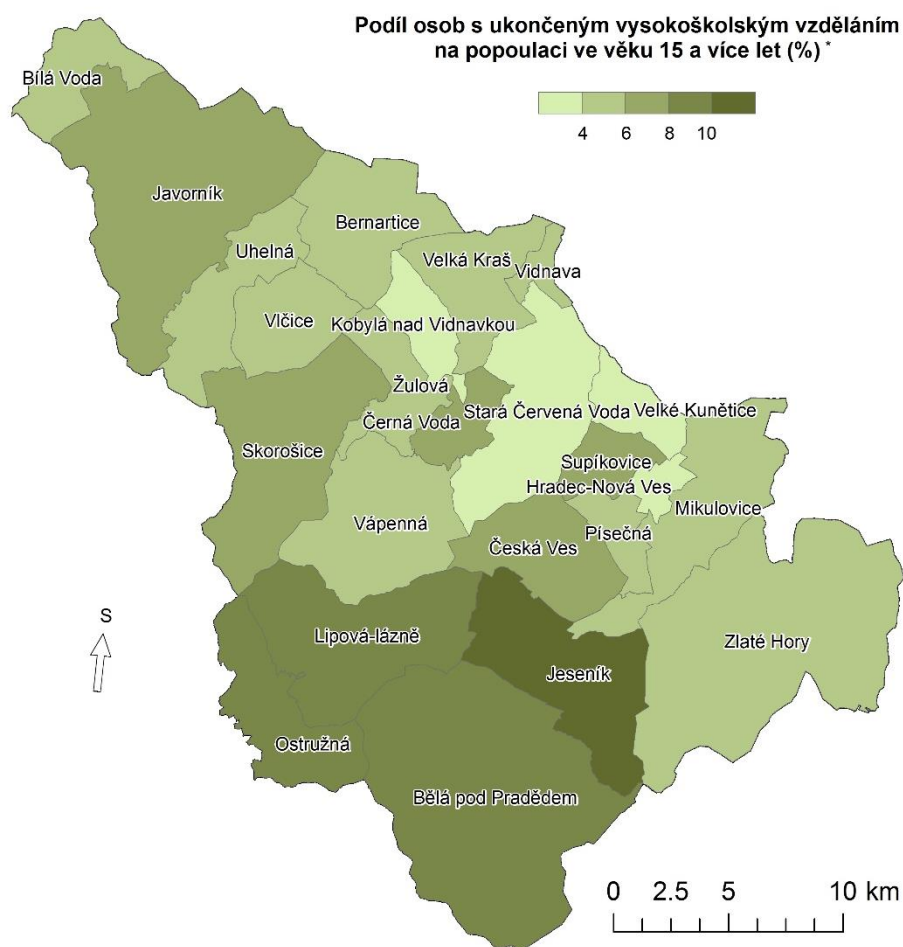 Podíl osob s ukončeným vysokoškolským vzděláním
na popoulaci ve věku 15 a více let (%) *
4 6 8 10
Bílá Voda
Javorník
Bernartice
Uhelná
Velká Kraš
Vidnava
Vlčice
Kobylá nad Vidnavkou
Žulová
Černá Voda
Stará Červená Voda
Velké Kunětice
Skorošice
Supíkovice
Hradec-Nová Ves
Mikulovice
Vápenná
Písečná
Česká Ves
S
Lipová-lázně
Zlaté Hory
Jeseník
Ostružná
Bělá pod Pradědem
0 2.5 5 10 km